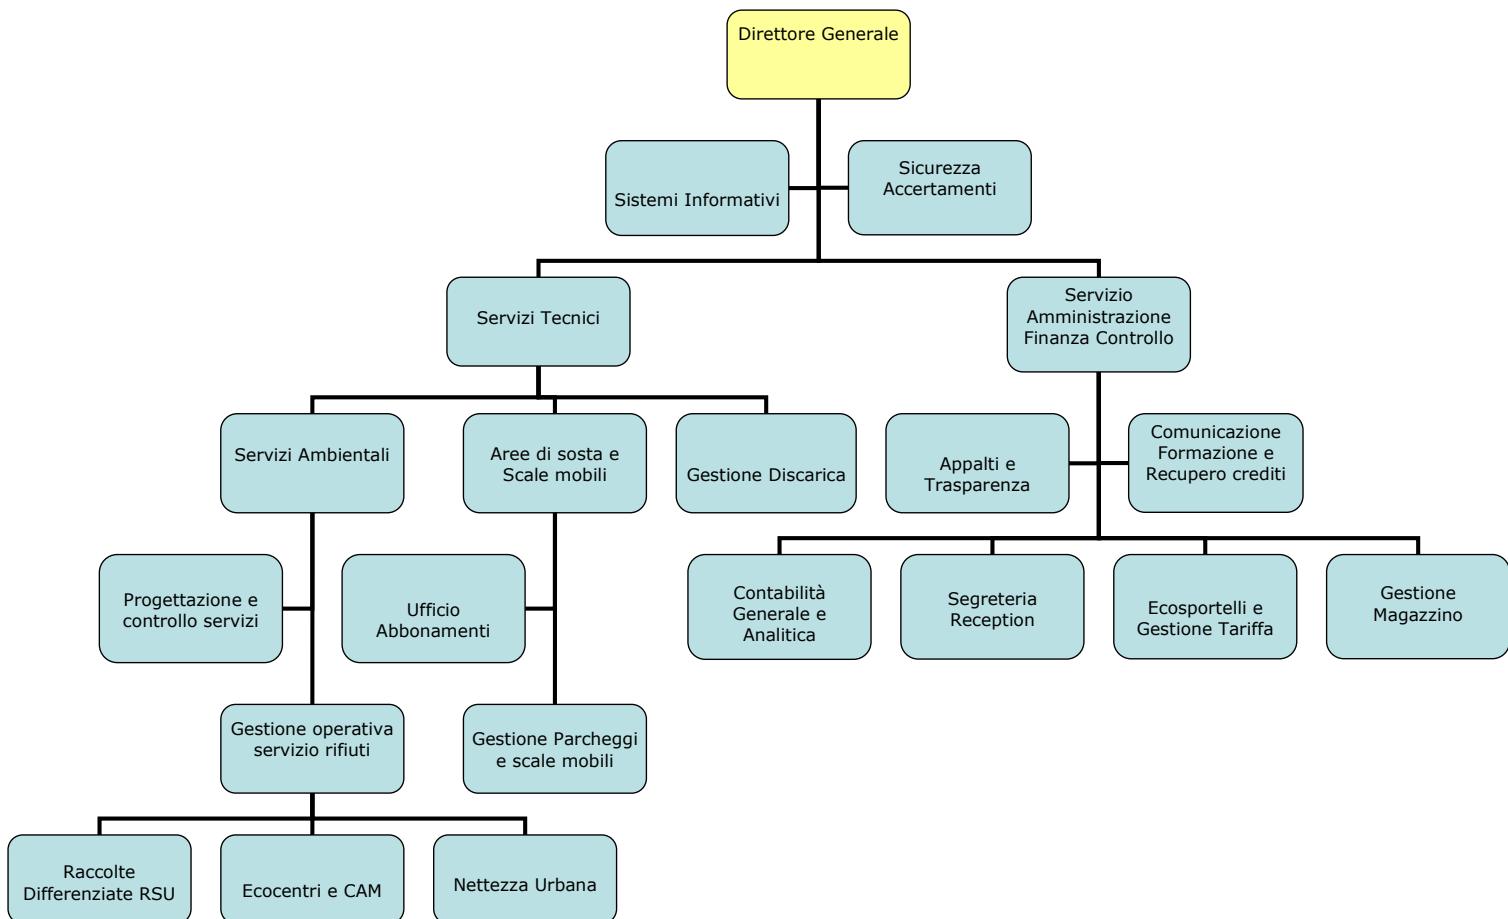 Direttore Generale
Sistemi Informativi
Sicurezza
Accertamenti
Servizi Tecnici
Servizio
Amministrazione
Finanza Controllo
Servizi Ambientali
Aree di sosta e
Scale mobili
Gestione Discarica
Appalti e
Trasparenza
Comunicazione
Formazione e
Recupero crediti
Progettazione e
controllo servizi
Ufficio
Abbonamenti
Contabilità
Generale e
Analitica
Segreteria
Reception
Ecosportelli e
Gestione Tariffa
Gestione
Magazzino
Gestione operativa
servizio rifiuti
Gestione Parcheggi
e scale mobili
Raccolte
Differenziate RSU
Ecocentri e CAM
Nettezza Urbana